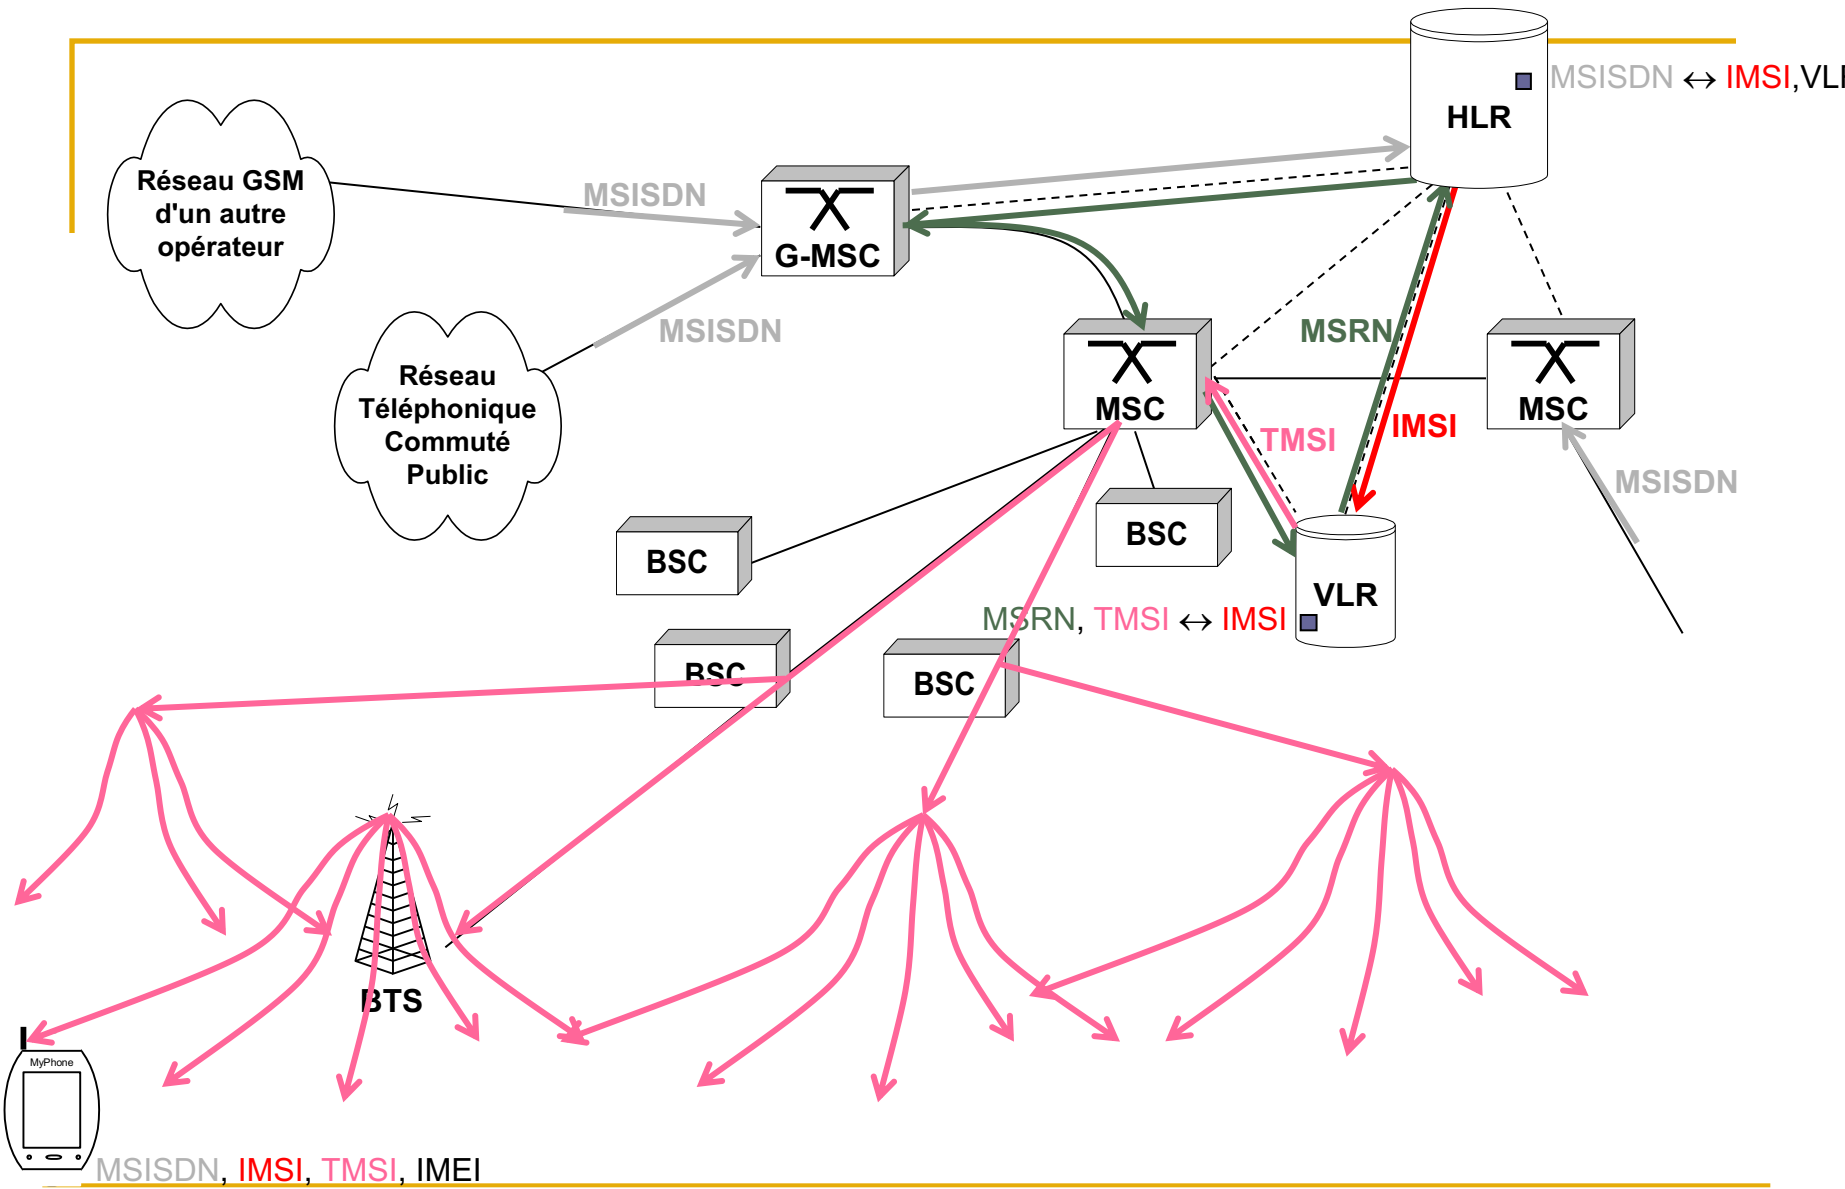 HLR
MSISDN ↔ IMSI,VLR
Réseau GSM
d'un autre
opérateur
MSISDN
G-MSC
MSISDN
Réseau
Téléphonique
Commuté
Public
MSRN
MSC
MSC
TMSI
IMSI
MSISDN
BSC
BSC
VLR
MSRN, TMSI ↔ IMSI
BSC
BSC
BTS
MyPhone
MSISDN, IMSI, TMSI, IMEI